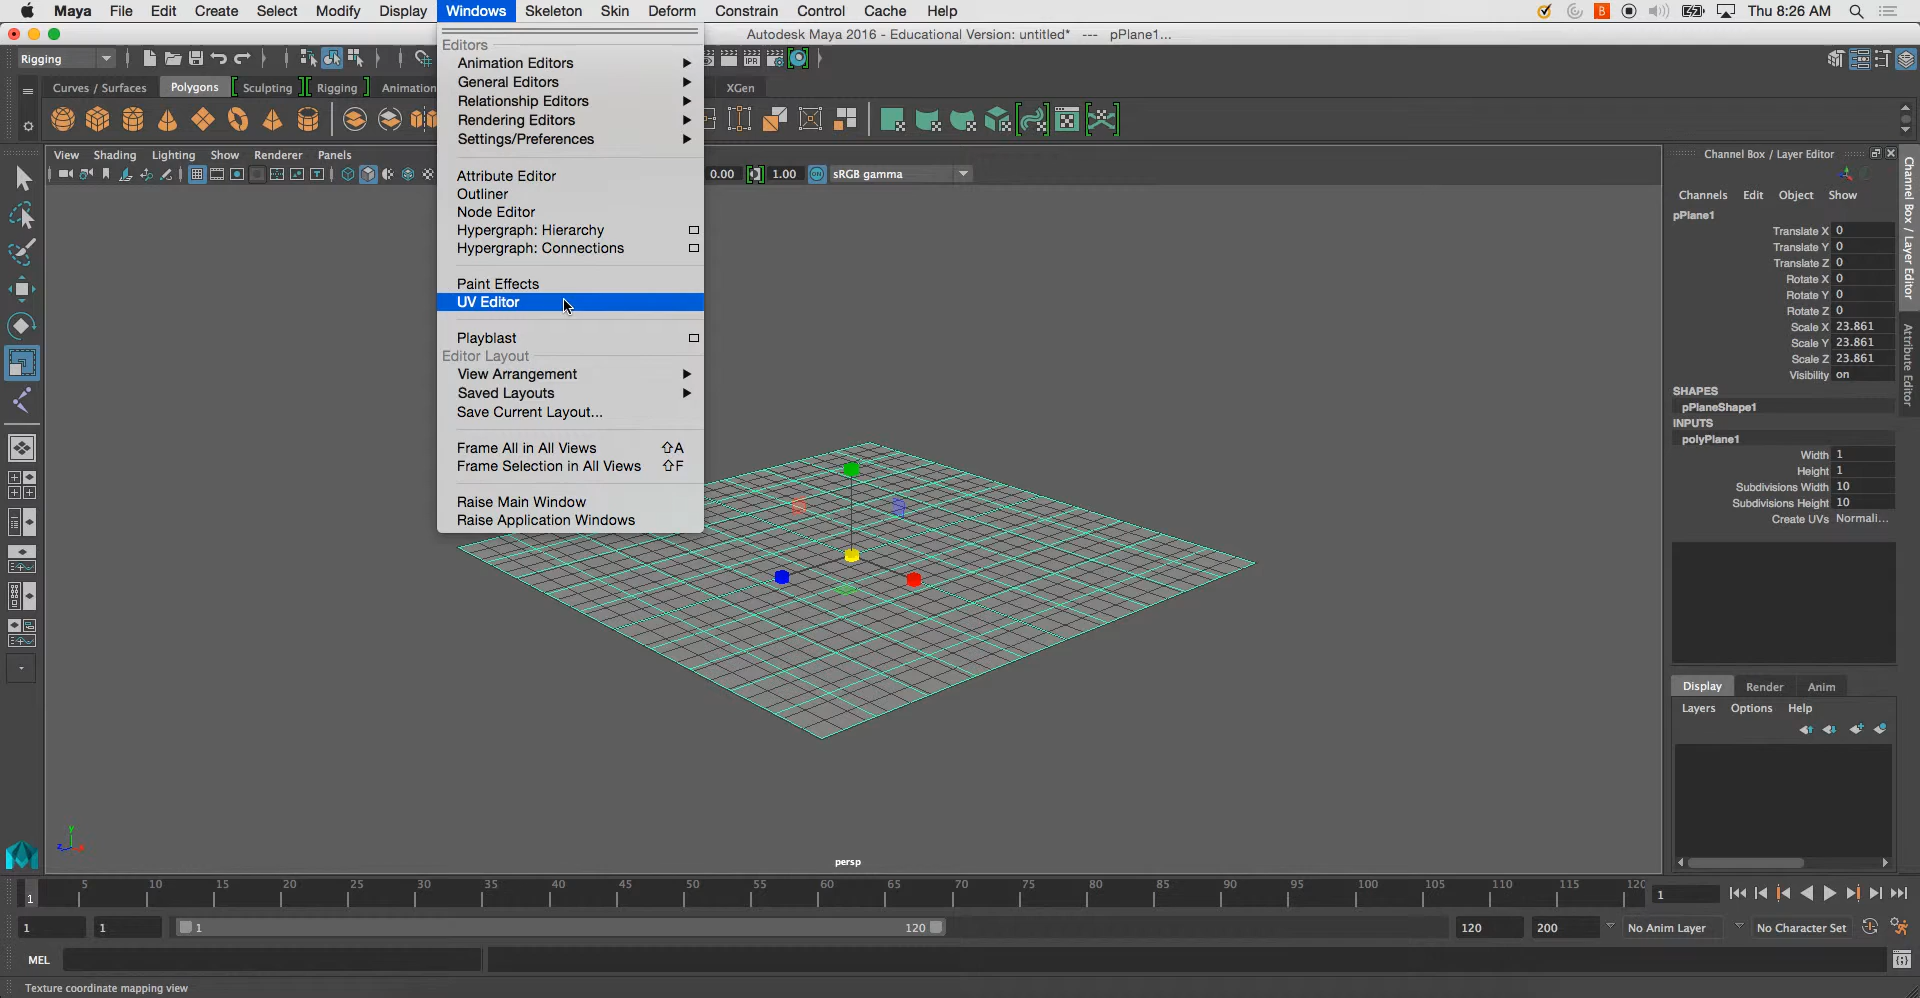 Maya File Edit Create Select Modify Display Windows Skeleton Skin Deform Constrain Control Cache Help Thu 8:26 AM
Autodesk Maya 2016 - Educational Version: untitled* --- pPlane1...
Rigging
Curves / Surfaces Polygons Sculpting Rigging Animation XGen
IPR
View Shading Lighting Show Renderer Panels
0.00 1.00 sRGB gamma
Editors
Animation Editors
General Editors
Relationship Editors
Rendering Editors
Settings/Preferences
Attribute Editor
Outliner
Node Editor
Hypergraph: Hierarchy
Hypergraph: Connections
Paint Effects
UV Editor
Playblast
Editor Layout
View Arrangement
Saved Layouts
Save Current Layout...
Frame All in All Views ⇧A
Frame Selection in All Views ⇧F
Raise Main Window
Raise Application Windows
Channel Box / Layer Editor
Channels Edit Object Show
pPlane1
Translate X 0
Translate Y 0
Translate Z 0
Rotate X 0
Rotate Y 0
Rotate Z 0
Scale X 23.861
Scale Y 23.861
Scale Z 23.861
Visibility on
SHAPES
pPlaneShape1
INPUTS
polyPlane1
Width 1
Height 1
Subdivisions Width 10
Subdivisions Height 10
Create UVs Normali...
Display Render Anim
Layers Options Help
Channel Box / Layer Editor
Attribute Editor
y
z
persp
5 10 15 20 25 30 35 40 45 50 55 60 65 70 75 80 85 90 95 100 105 110 115 120
1 1
1 1 1 120 120 200 No Anim Layer No Character Set
MEL
Texture coordinate mapping view